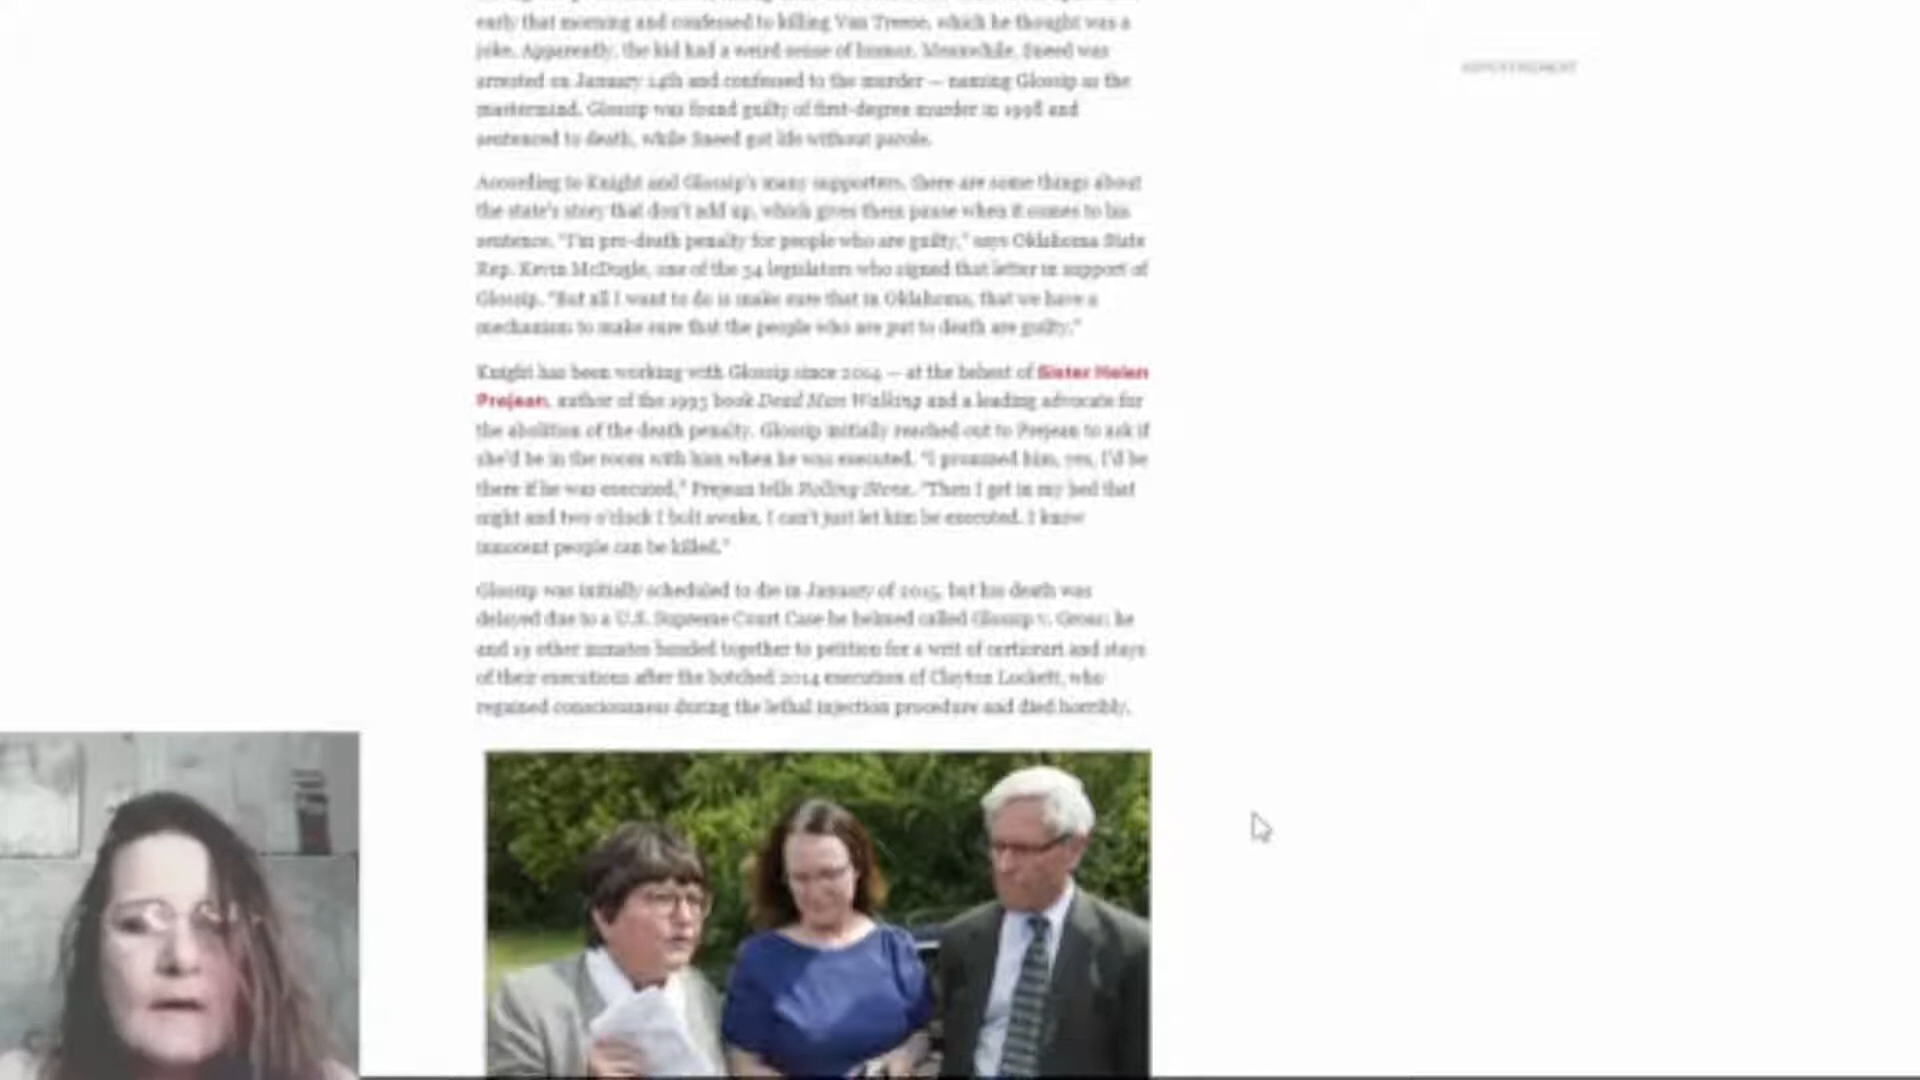 early that morning and confessed to killing Van Treese, which he thought was a
joke. Apparently, the kid had a weird sense of humor. Meanwhile, Sneed was
arrested on January 14th and confessed to the murder — naming Glossip as the
mastermind. Glossip was found guilty of first-degree murder in 1998 and
sentenced to death, while Sneed got life without parole.
According to Knight and Glossip's many supporters, there are some things about
the state's story that don't add up, which gives them pause when it comes to his
sentence. "I'm pro-death penalty for people who are guilty," says Oklahoma State
Rep. Kevin McDugle, one of the 34 legislators who signed that letter in support of
Glossip. "But all I want to do is make sure that in Oklahoma, that we have a
mechanism to make sure that the people who are put to death are guilty."
Knight has been working with Glossip since 2014 — at the behest of Sister Helen
Prejean, author of the 1993 book Dead Man Walking and a leading advocate for
the abolition of the death penalty. Glossip initially reached out to Prejean to ask if
she'd be in the room with him when he was executed. "I promised him, yes, I'd be
there if he was executed," Prejean tells Rolling Stone. "Then I get in my bed that
night and two o'clock I bolt awake. I can't just let him be executed. I know
innocent people can be killed."
Glossip was initially scheduled to die in January of 2015, but his death was
delayed due to a U.S. Supreme Court Case he helmed called Glossip v. Gross; he
and 19 other inmates banded together to petition for a writ of certiorari and stays
of their executions after the botched 2014 execution of Clayton Lockett, who
regained consciousness during the lethal injection procedure and died horribly.
ADVERTISEMENT